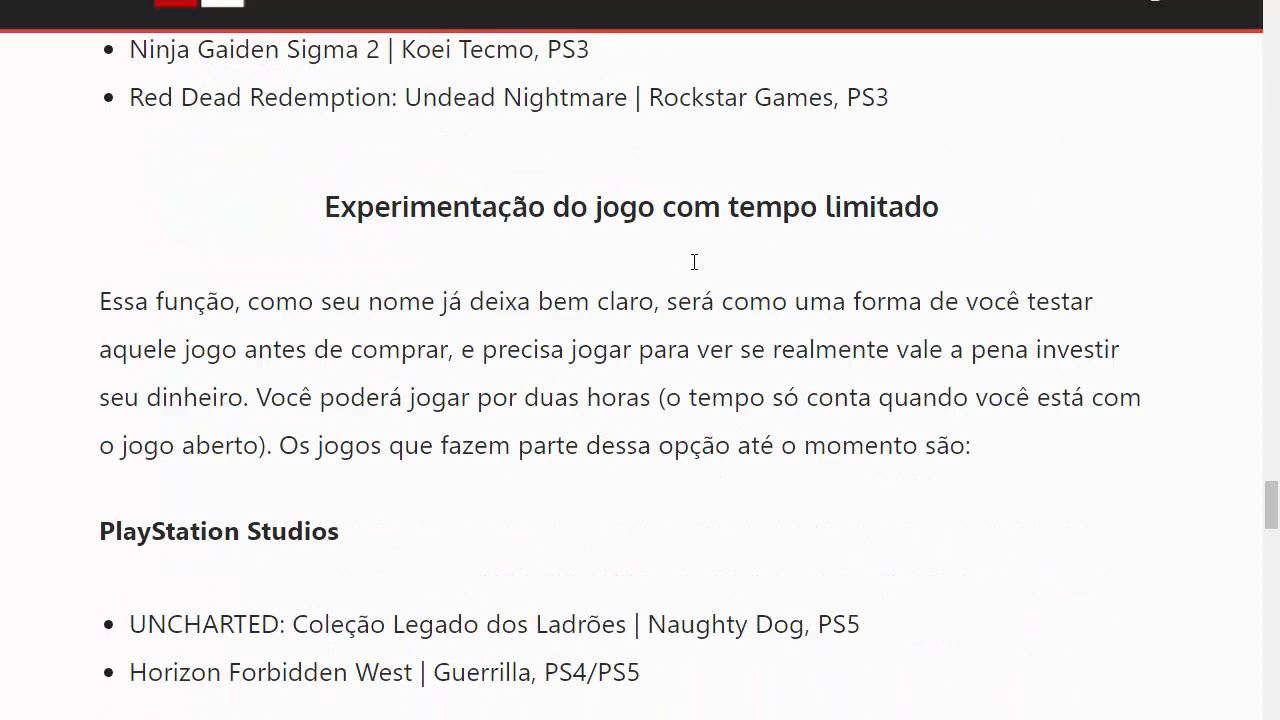 Ninja Gaiden Sigma 2 | Koei Tecmo, PS3
Red Dead Redemption: Undead Nightmare | Rockstar Games, PS3
Experimentação do jogo com tempo limitado
Essa função, como seu nome já deixa bem claro, será como uma forma de você testar
aquele jogo antes de comprar, e precisa jogar para ver se realmente vale a pena investir
seu dinheiro. Você poderá jogar por duas horas (o tempo só conta quando você está com
o jogo aberto). Os jogos que fazem parte dessa opção até o momento são:
PlayStation Studios
UNCHARTED: Coleção Legado dos Ladrões | Naughty Dog, PS5
Horizon Forbidden West | Guerrilla, PS4/PS5